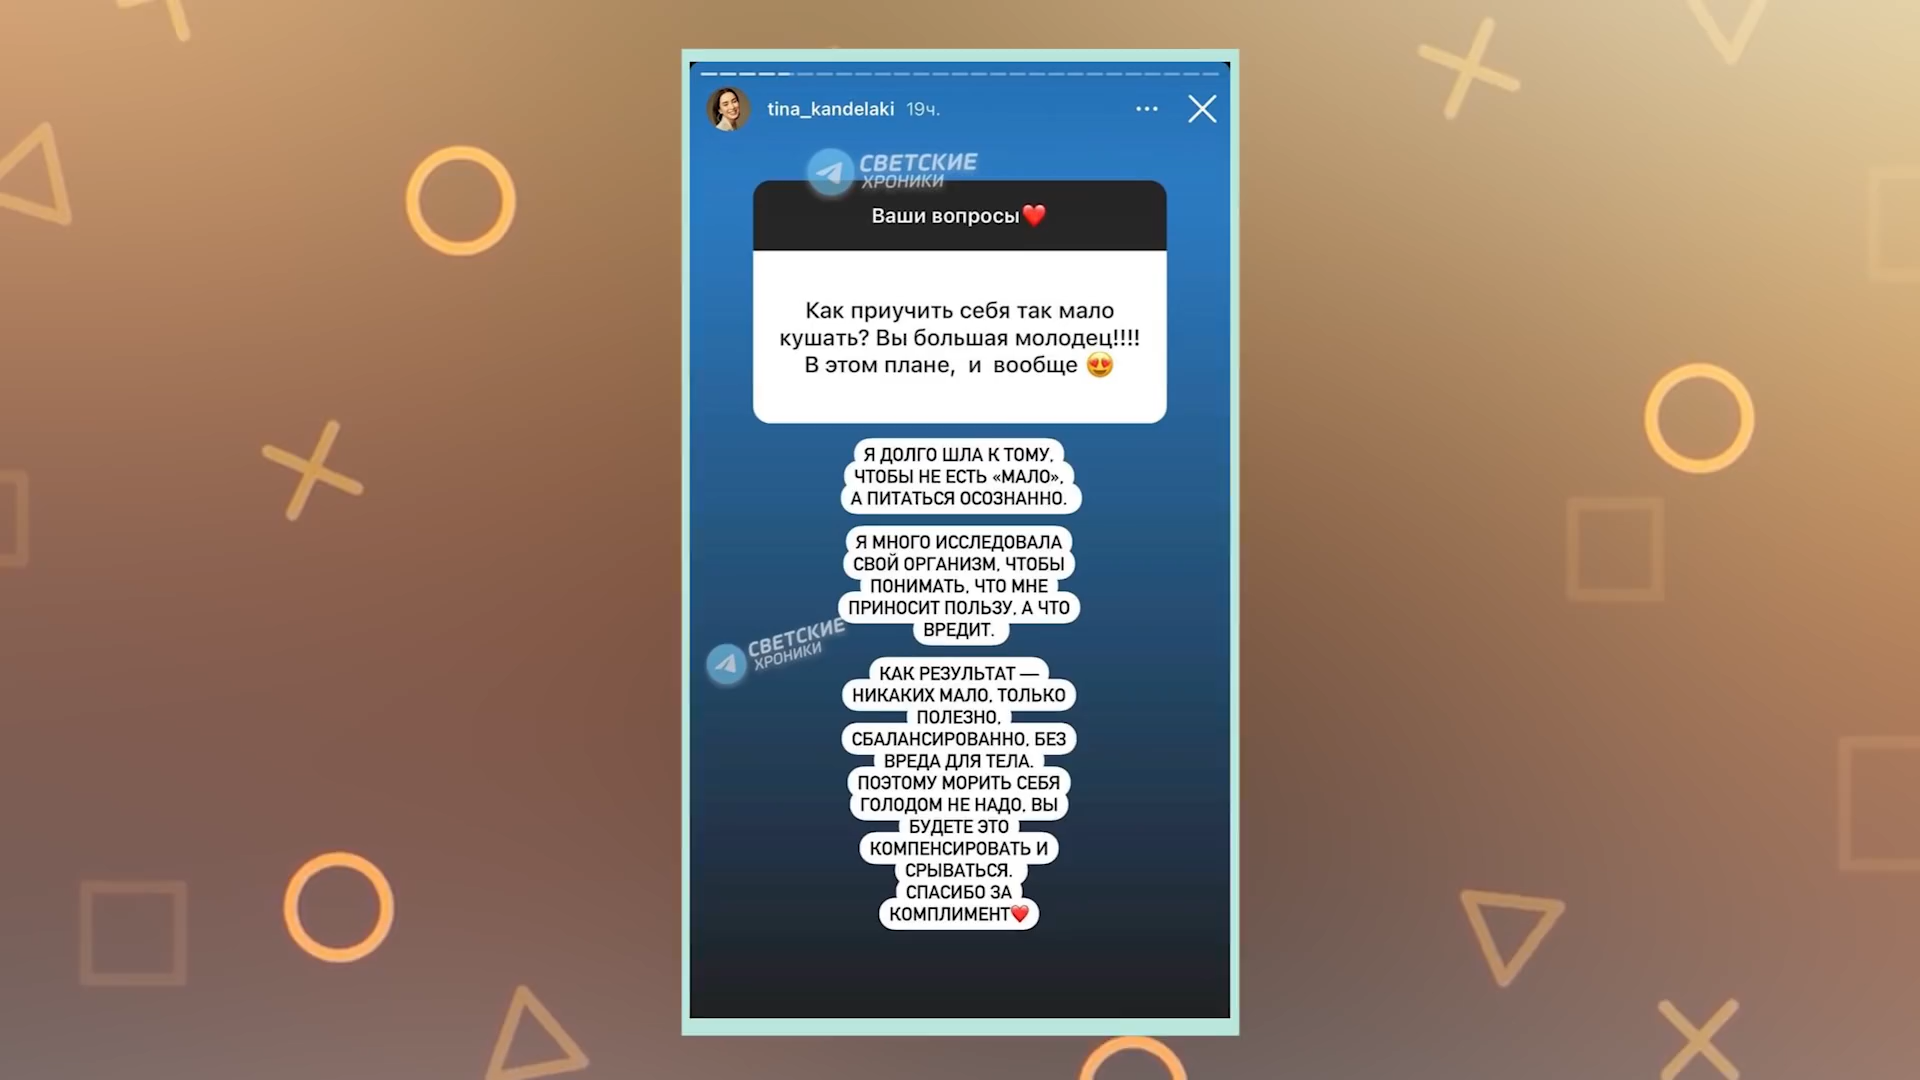 tina_kandelaki 19ч.
СВЕТСКИЕ
ХРОНИКИ
Ваши вопросы❤️
Как приучить себя так мало
кушать? Вы большая молодец!!!!
В этом плане, и вообще 😍
Я ДОЛГО ШЛА К ТОМУ,
ЧТОБЫ НЕ ЕСТЬ «МАЛО»,
А ПИТАТЬСЯ ОСОЗНАННО.
Я МНОГО ИССЛЕДОВАЛА
СВОЙ ОРГАНИЗМ, ЧТОБЫ
ПОНИМАТЬ, ЧТО МНЕ
ПРИНОСИТ ПОЛЬЗУ, А ЧТО
ВРЕДИТ.
СВЕТСКИЕ
ХРОНИКИ
КАК РЕЗУЛЬТАТ —
НИКАКИХ МАЛО, ТОЛЬКО
ПОЛЕЗНО,
СБАЛАНСИРОВАННО, БЕЗ
ВРЕДА ДЛЯ ТЕЛА.
ПОЭТОМУ МОРИТЬ СЕБЯ
ГОЛОДОМ НЕ НАДО, ВЫ
БУДЕТЕ ЭТО
КОМПЕНСИРОВАТЬ И
СРЫВАТЬСЯ.
СПАСИБО ЗА
КОМПЛИМЕНТ❤️